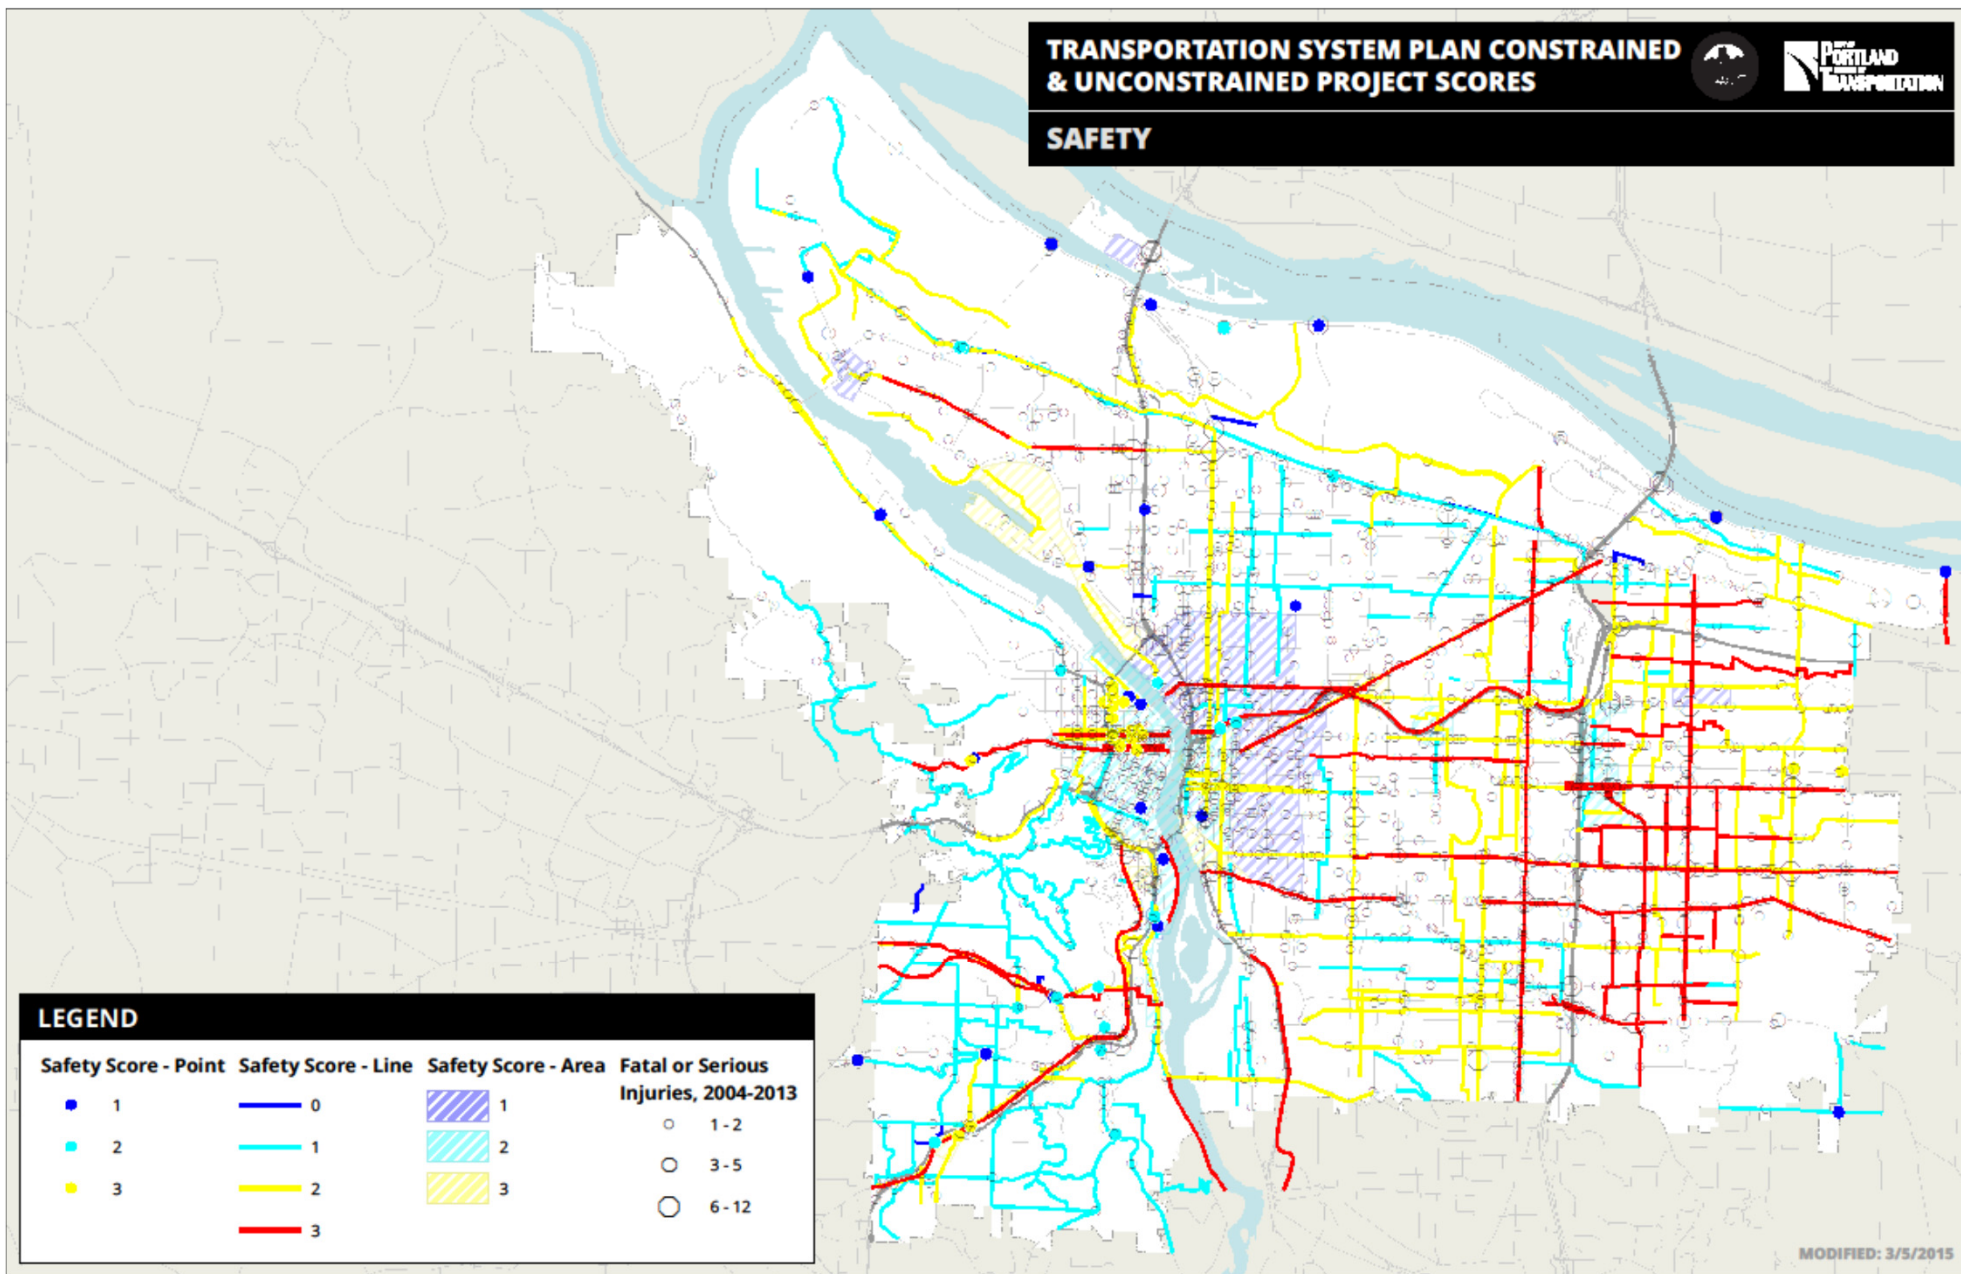 TRANSPORTATION SYSTEM PLAN CONSTRAINED
& UNCONSTRAINED PROJECT SCORES
PORTLAND
TRANSPORTATION
SAFETY
LEGEND
Safety Score - Point
1
2
3
Safety Score - Line
0
1
2
3
Safety Score - Area
1
2
3
Fatal or Serious
Injuries, 2004-2013
1 - 2
3 - 5
6 - 12
MODIFIED: 3/5/2015